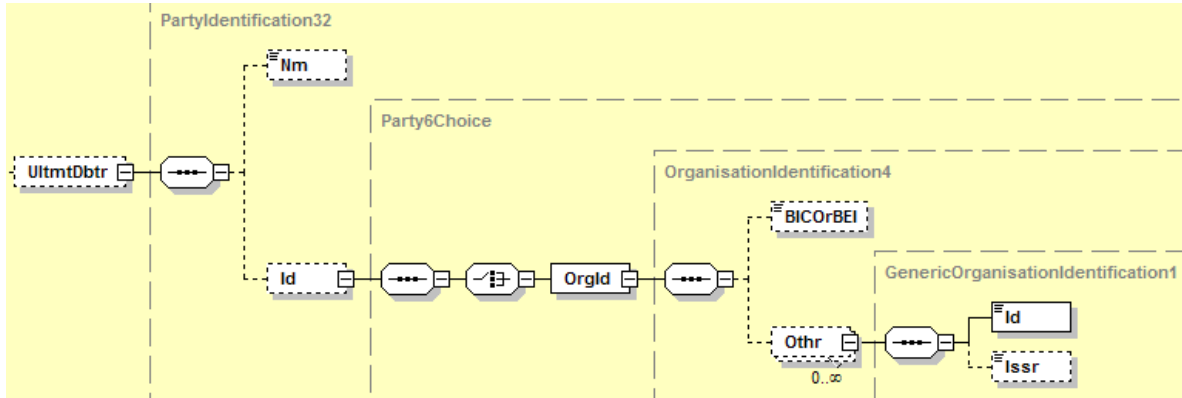 PartyIdentification32
Nm
Party6Choice
UltmtDbtr
OrganisationIdentification4
BICOrBEI
GenericOrganisationIdentification1
Id
OrgId
Id
Othr
0..∞
Issr